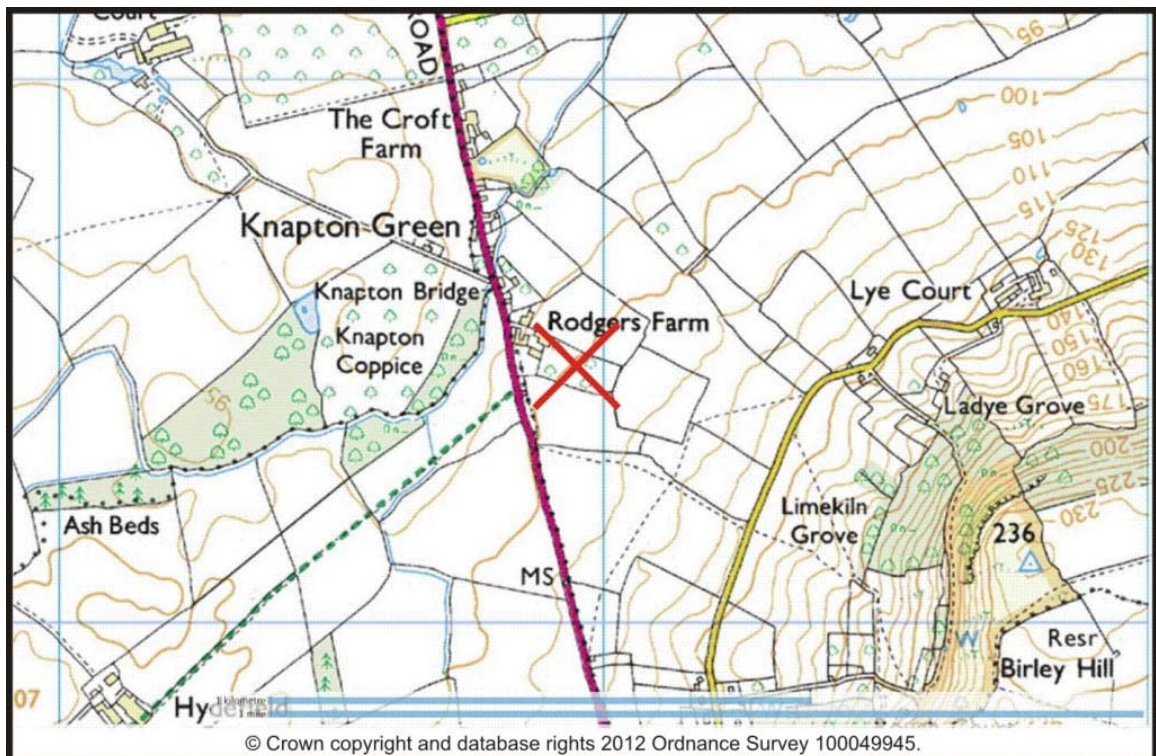 Court
ROAD
95
100
105
110
115
125
130
The Croft
Farm
Knapton Green
Knapton Bridge
Knapton
Coppice
95
Rodgers Farm
Lye Court
140
150
160
175
Ladye Grove
200
225
230
Limekiln
Grove
236
Ash Beds
MS
W
Resr
Birley Hill
07
Hyderfield
1 kilometre
1 mile
© Crown copyright and database rights 2012 Ordnance Survey 100049945.